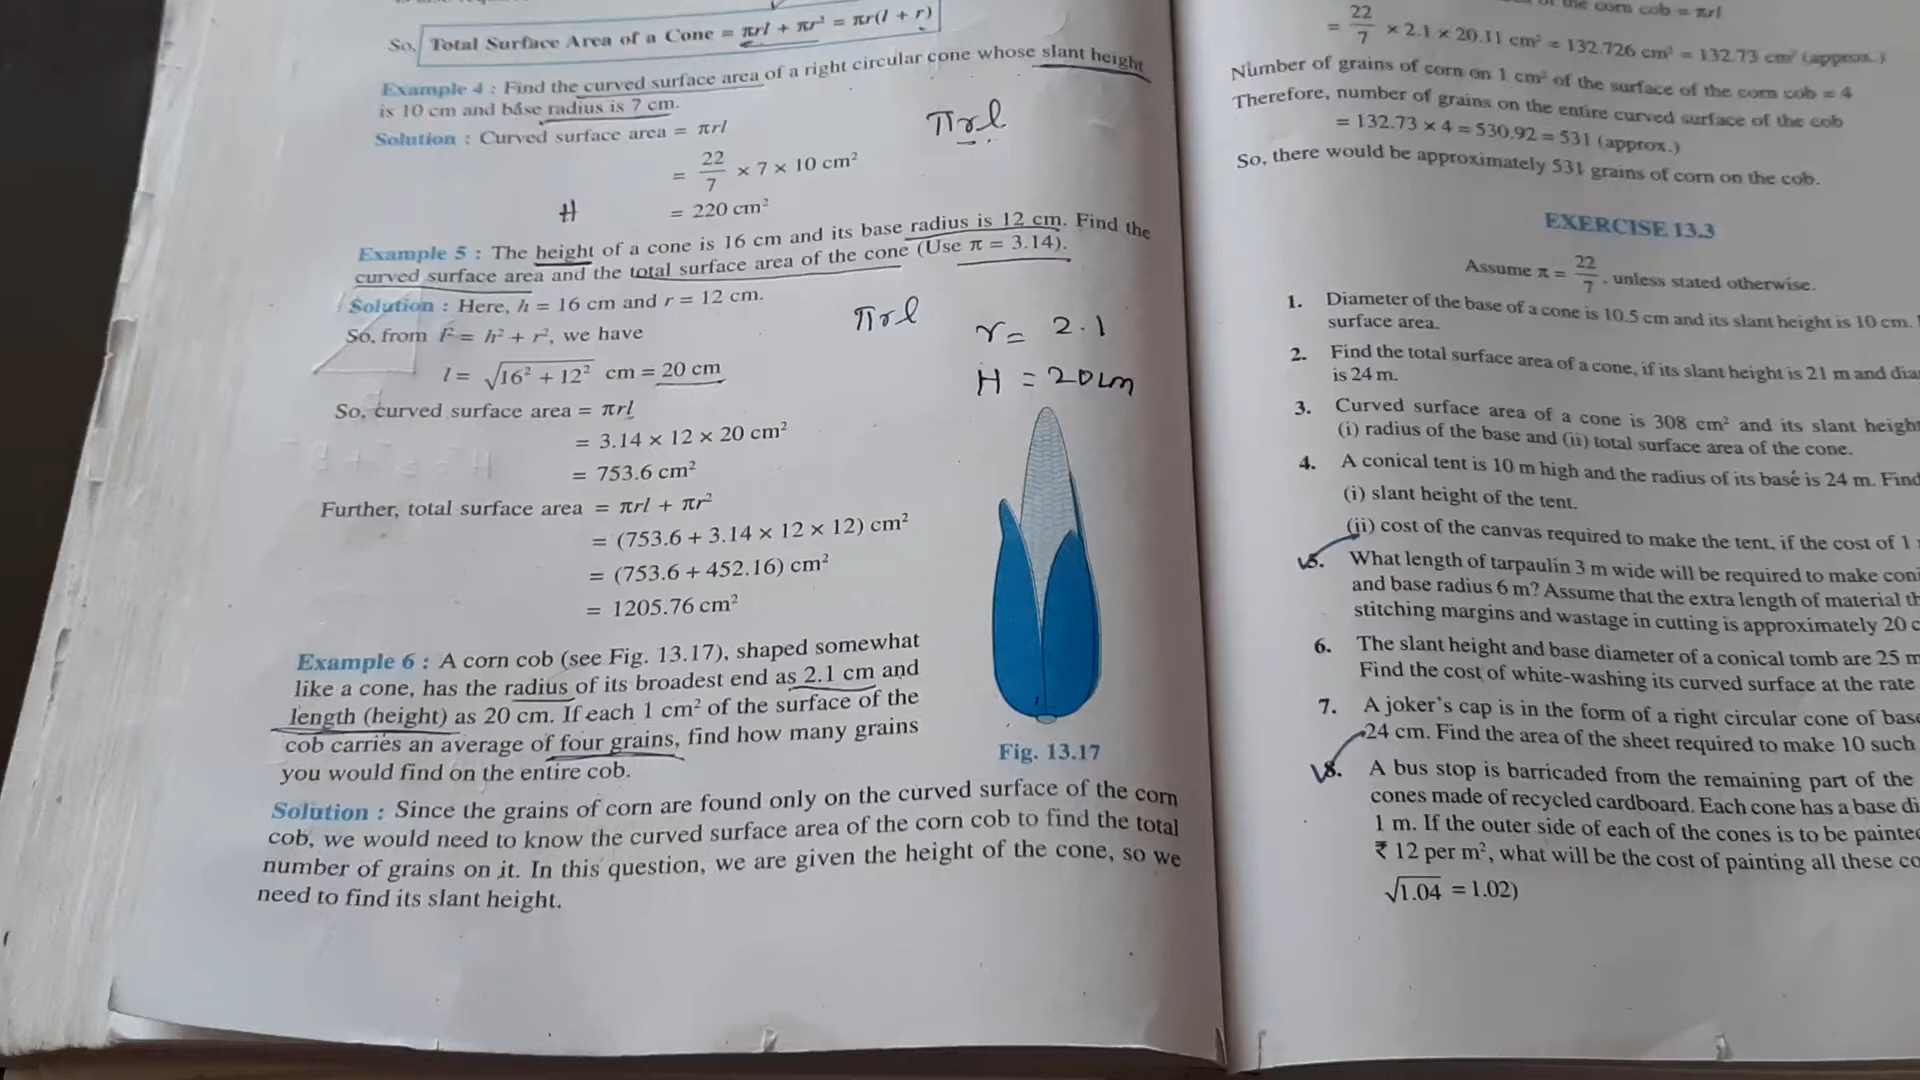 So, Total Surface Area of a Cone = πrl + πr² = πr(l + r)
Example 4 : Find the curved surface area of a right circular cone whose slant height
is 10 cm and base radius is 7 cm.
Solution : Curved surface area = πrl
= 22/7 × 7 × 10 cm²
= 220 cm²
πrl
H
Example 5 : The height of a cone is 16 cm and its base radius is 12 cm. Find the
curved surface area and the total surface area of the cone (Use π = 3.14).
Solution : Here, h = 16 cm and r = 12 cm.
So, from l² = h² + r², we have
l = √16² + 12² cm = 20 cm
So, curved surface area = πrl
= 3.14 × 12 × 20 cm²
= 753.6 cm²
Further, total surface area = πrl + πr²
= (753.6 + 3.14 × 12 × 12) cm²
= (753.6 + 452.16) cm²
= 1205.76 cm²
πrl
r = 2.1
H = 20cm
Example 6 : A corn cob (see Fig. 13.17), shaped somewhat
like a cone, has the radius of its broadest end as 2.1 cm and
length (height) as 20 cm. If each 1 cm² of the surface of the
cob carries an average of four grains, find how many grains
you would find on the entire cob.
Fig. 13.17
Solution : Since the grains of corn are found only on the curved surface of the corn
cob, we would need to know the curved surface area of the corn cob to find the total
number of grains on it. In this question, we are given the height of the cone, so we
need to find its slant height.
the corn cob = πrl
= 22/7 × 2.1 × 20.11 cm² = 132.726 cm² = 132.73 cm² (approx.)
Number of grains of corn on 1 cm² of the surface of the corn cob = 4
Therefore, number of grains on the entire curved surface of the cob
= 132.73 × 4 = 530.92 = 531 (approx.)
So, there would be approximately 531 grains of corn on the cob.
EXERCISE 13.3
Assume π = 22/7, unless stated otherwise.
1. Diameter of the base of a cone is 10.5 cm and its slant height is 10 cm.
surface area.
2. Find the total surface area of a cone, if its slant height is 21 m and
is 24 m.
3. Curved surface area of a cone is 308 cm² and its slant
(i) radius of the base and (ii) total surface area of the cone.
4. A conical tent is 10 m high and the radius of its base is 24 m. Find
(i) slant height of the tent.
(ii) cost of the canvas required to make the tent, if the cost of 1
5. What length of tarpaulin 3 m wide will be required to make
and base radius 6 m? Assume that the extra length of material
stitching margins and wastage in cutting is approximately 20
6. The slant height and base diameter of a conical tomb are 25
Find the cost of white-washing its curved surface at the rate
7. A joker's cap is in the form of a right circular cone of
24 cm. Find the area of the sheet required to make 10 such
8. A bus stop is barricaded from the remaining part of the
cones made of recycled cardboard. Each cone has a base
1 m. If the outer side of each of the cones is to be
₹ 12 per m², what will be the cost of painting all these
√1.04 = 1.02)